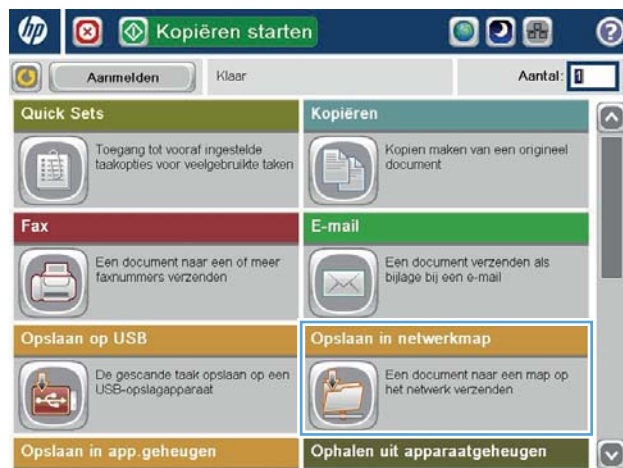 hp
Kopiëren starten
?
Aanmelden
Klaar
Aantal: 1
Quick Sets
Toegang tot vooraf ingestelde
taakopties voor veelgebruikte taken
Kopiëren
Kopien maken van een origineel
document
Fax
Een document naar een of meer
faxnummers verzenden
E-mail
Een document verzenden als
bijlage bij een e-mail
Opslaan op USB
De gescande taak opslaan op een
USB-opslagapparaat
Opslaan in netwerkmap
Een document naar een map op
het netwerk verzenden
Opslaan in app.geheugen
Ophalen uit apparaatgeheugen